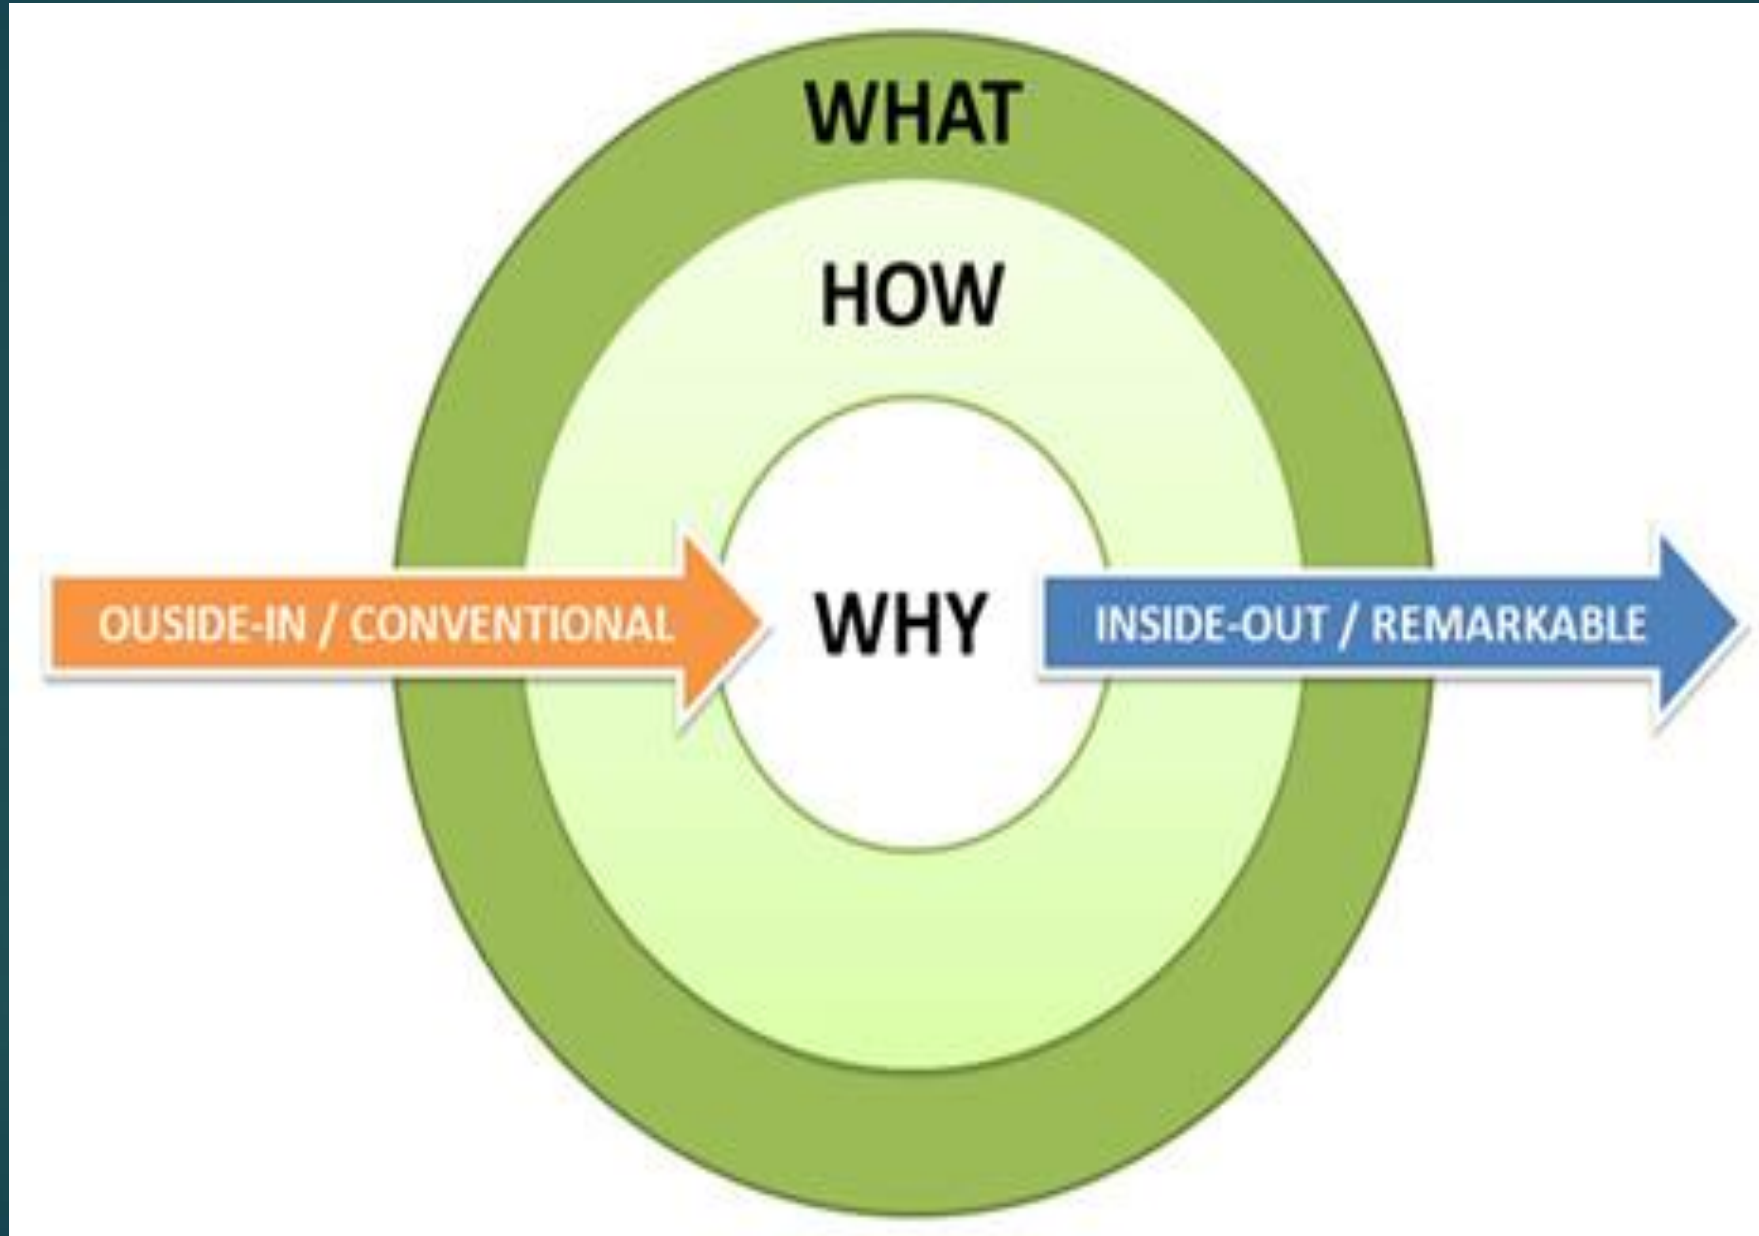 WHAT
HOW
OUSIDE-IN / CONVENTIONAL
WHY
INSIDE-OUT / REMARKABLE